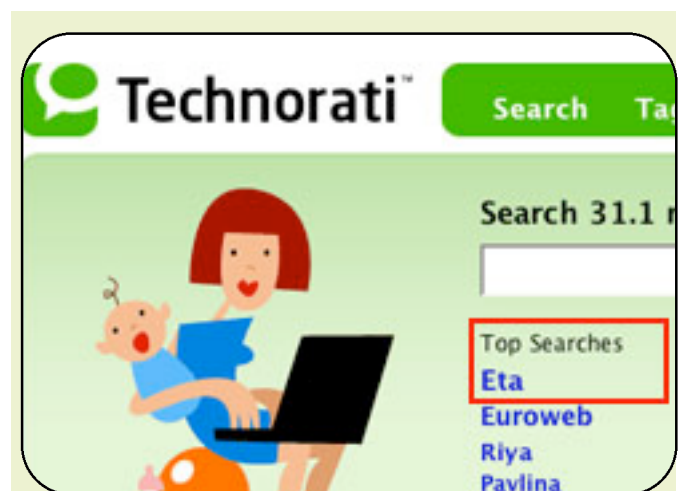 Technorati™
Search
Search 31.1
Top Searches
Eta
Euroweb
Riya
Pavlina